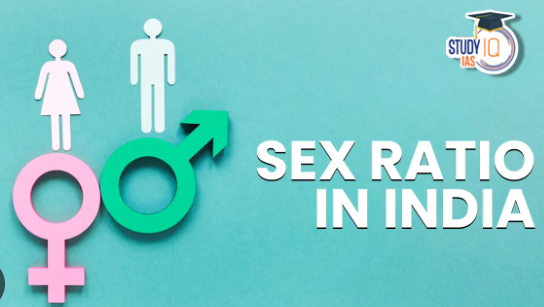 STUDY IQ
IAS
SEX RATIO
IN INDIA